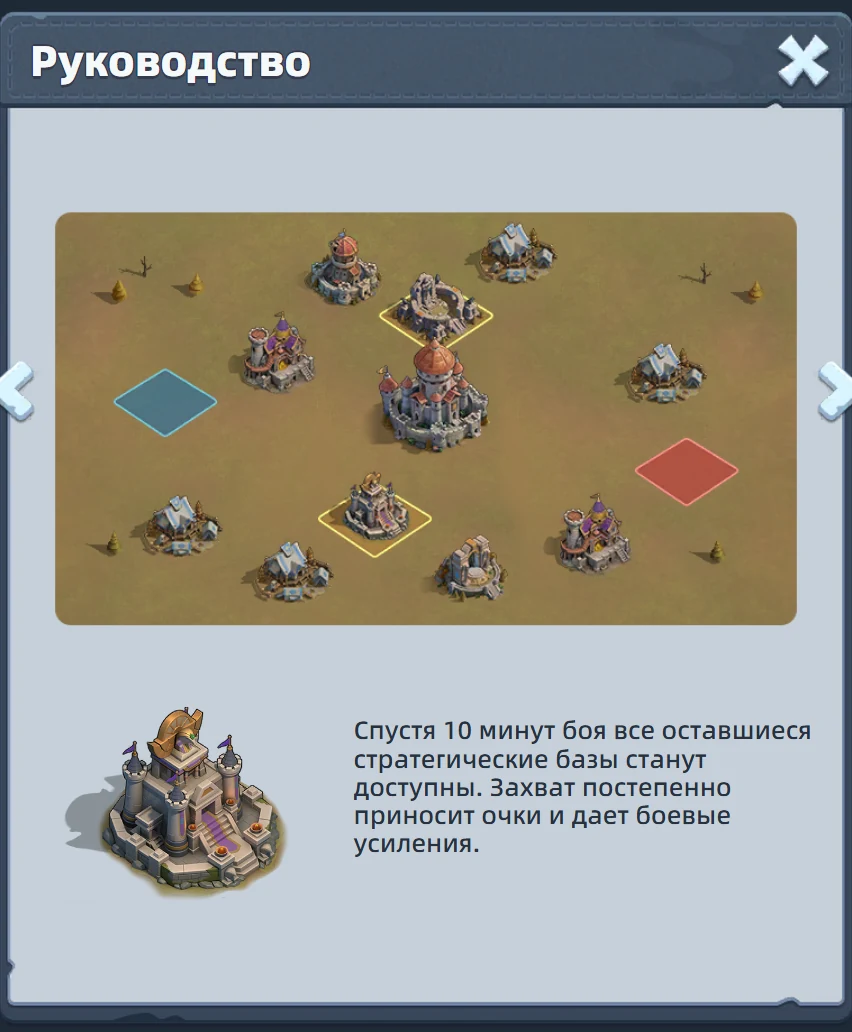 Руководство
Спустя 10 минут боя все оставшиеся
стратегические базы станут
доступны. Захват постепенно
приносит очки и дает боевые
усиления.